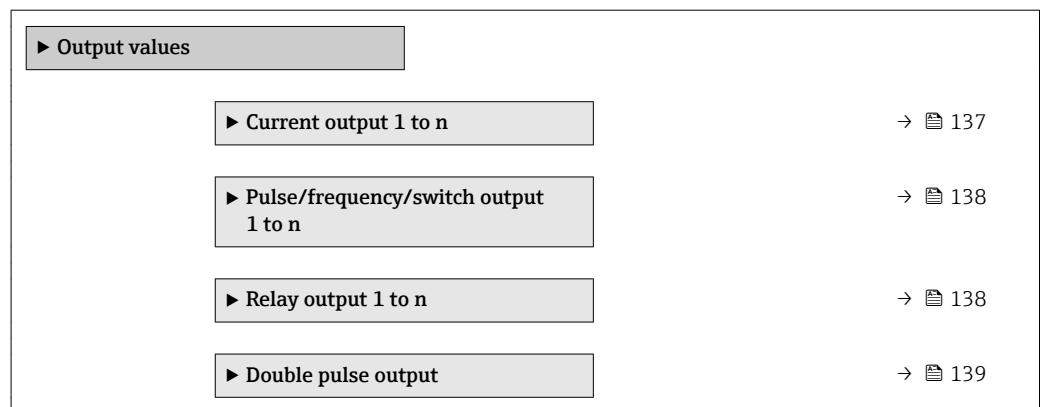 ▶ Output values
▶ Current output 1 to n → 137
▶ Pulse/frequency/switch output
1 to n → 138
▶ Relay output 1 to n → 138
▶ Double pulse output → 139